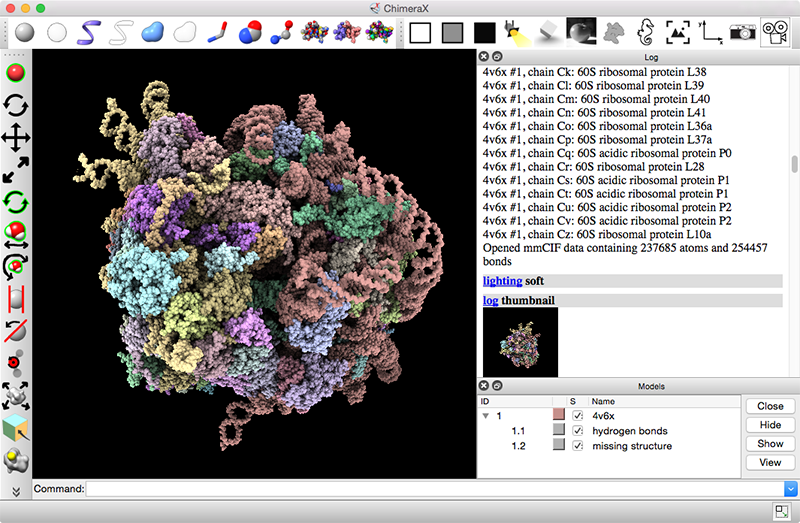 ChimeraX
Log
4v6x #1, chain Ck: 60S ribosomal protein L38
4v6x #1, chain Cl: 60S ribosomal protein L39
4v6x #1, chain Cm: 60S ribosomal protein L40
4v6x #1, chain Cn: 60S ribosomal protein L41
4v6x #1, chain Co: 60S ribosomal protein L36a
4v6x #1, chain Cp: 60S ribosomal protein L37a
4v6x #1, chain Cq: 60S acidic ribosomal protein P0
4v6x #1, chain Cr: 60S ribosomal protein L28
4v6x #1, chain Cs: 60S acidic ribosomal protein P1
4v6x #1, chain Ct: 60S acidic ribosomal protein P1
4v6x #1, chain Cu: 60S acidic ribosomal protein P2
4v6x #1, chain Cv: 60S acidic ribosomal protein P2
4v6x #1, chain Cz: 60S ribosomal protein L10a
Opened mmCIF data containing 237685 atoms and 254457
bonds
lighting soft
log thumbnail
Models
ID S Name
1 4v6x
1.1 hydrogen bonds
1.2 missing structure
Close
Hide
Show
View
Command: